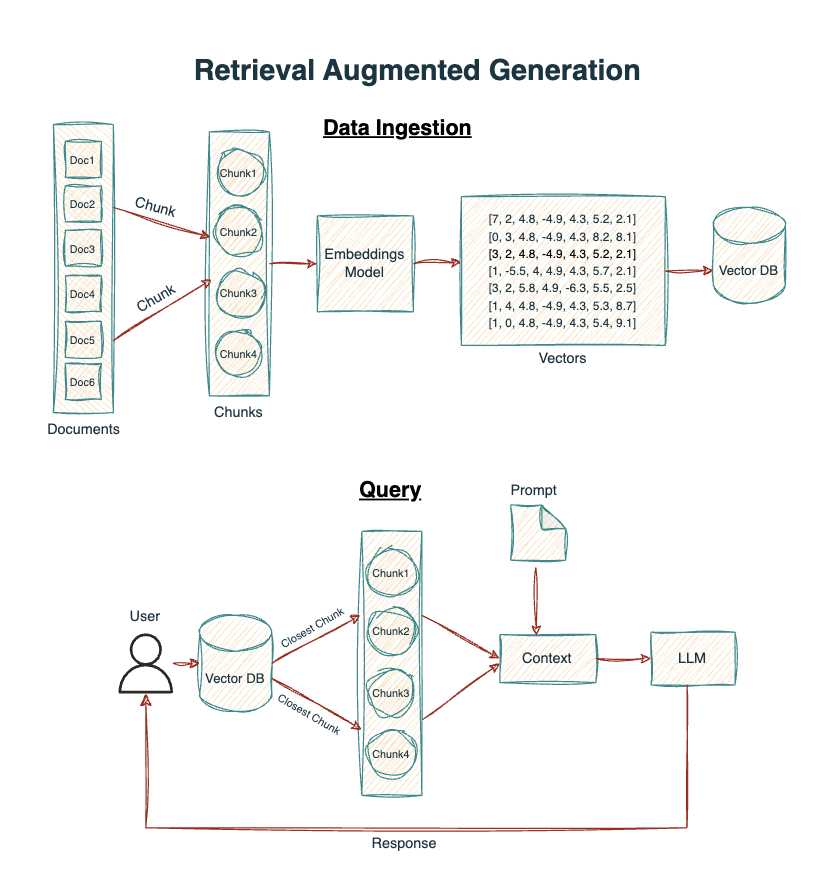 Retrieval Augmented Generation
Data Ingestion
Doc1
Doc2
Doc3
Doc4
Doc5
Doc6
Documents
Chunk
Chunk
Chunk1
Chunk2
Chunk3
Chunk4
Chunks
Embeddings
Model
[7, 2, 4.8, -4.9, 4.3, 5.2, 2.1]
[0, 3, 4.8, -4.9, 4.3, 8.2, 8.1]
[3, 2, 4.8, -4.9, 4.3, 5.2, 2.1]
[1, -5.5, 4, 4.9, 4.3, 5.7, 2.1]
[3, 2, 5.8, 4.9, -6.3, 5.5, 2.5]
[1, 4, 4.8, -4.9, 4.3, 5.3, 8.7]
[1, 0, 4.8, -4.9, 4.3, 5.4, 9.1]
Vectors
Vector DB
Query
User
Vector DB
Closest Chunk
Closest Chunk
Chunk1
Chunk2
Chunk3
Chunk4
Prompt
Context
LLM
Response